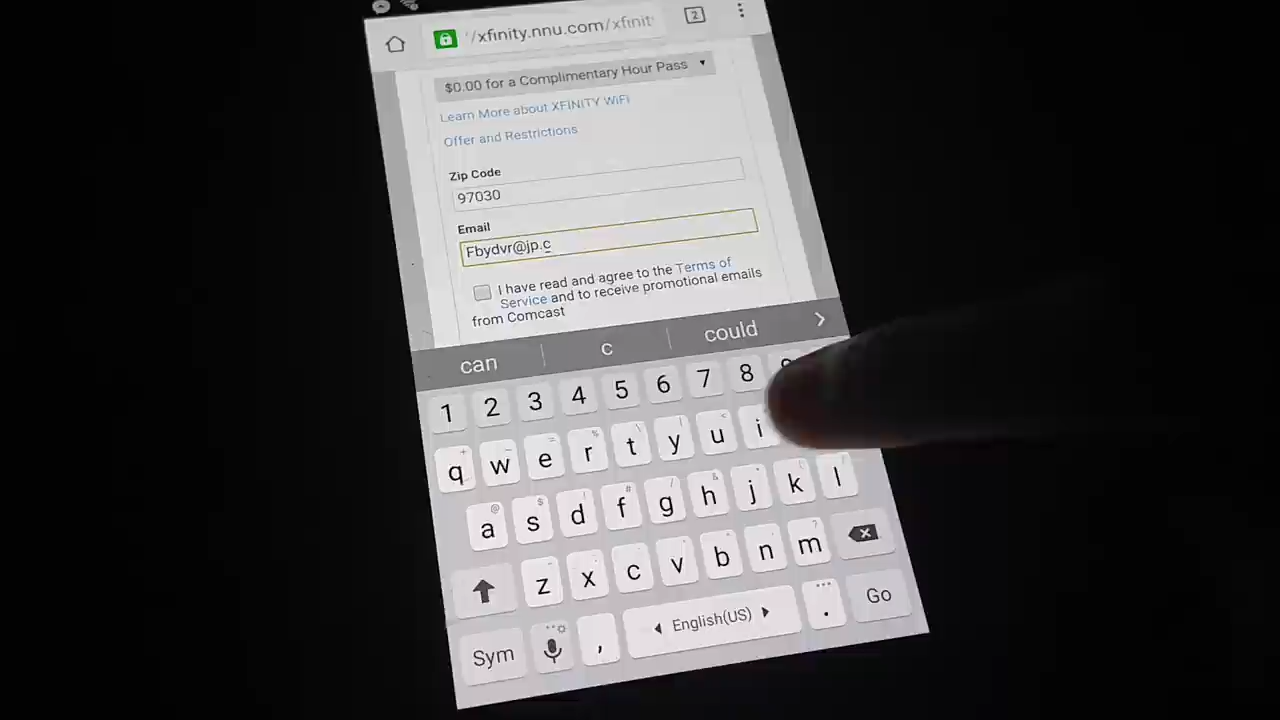 '/xfinity.nnu.com/xfinit
2
$0.00 for a Complimentary Hour Pass
Learn More about XFINITY WiFi
Offer and Restrictions
Zip Code
97030
Email
Fbydvr@jp.c
I have read and agree to the Terms of
Service and to receive promotional emails
from Comcast
can c could
1 2 3 4 5 6 7 8
q w e r t y u i
a s d f g h j k l
z x c v b n m
Sym , English(US) . Go